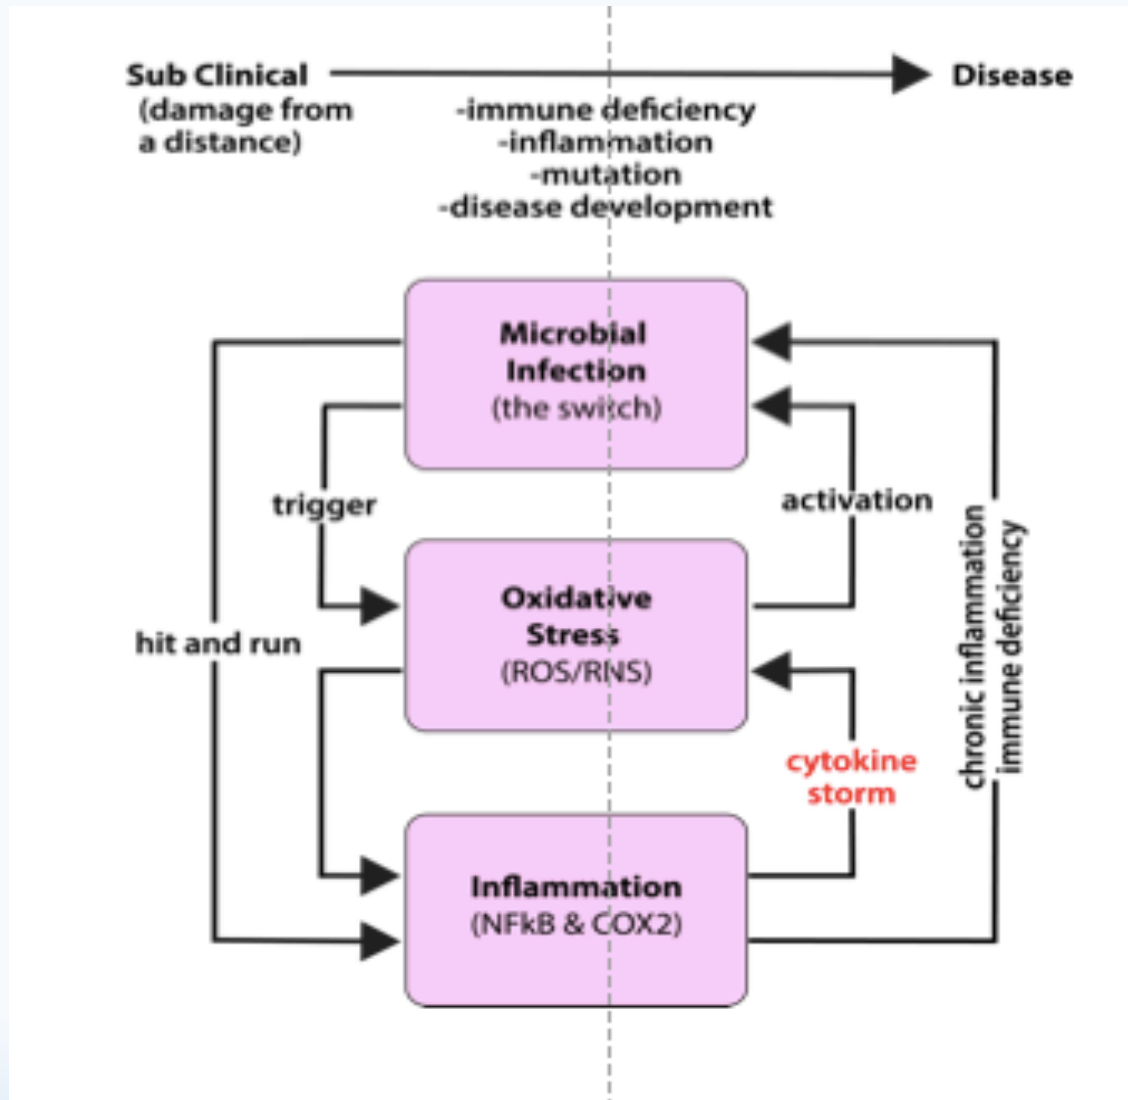 Sub Clinical
(damage from
a distance)
Disease
-immune deficiency
-inflammation
-mutation
-disease development
Microbial
Infection
(the switch)
trigger
activation
Oxidative
Stress
(ROS/RNS)
hit and run
chronic inflammation
immune deficiency
cytokine
storm
Inflammation
(NFkB & COX2)